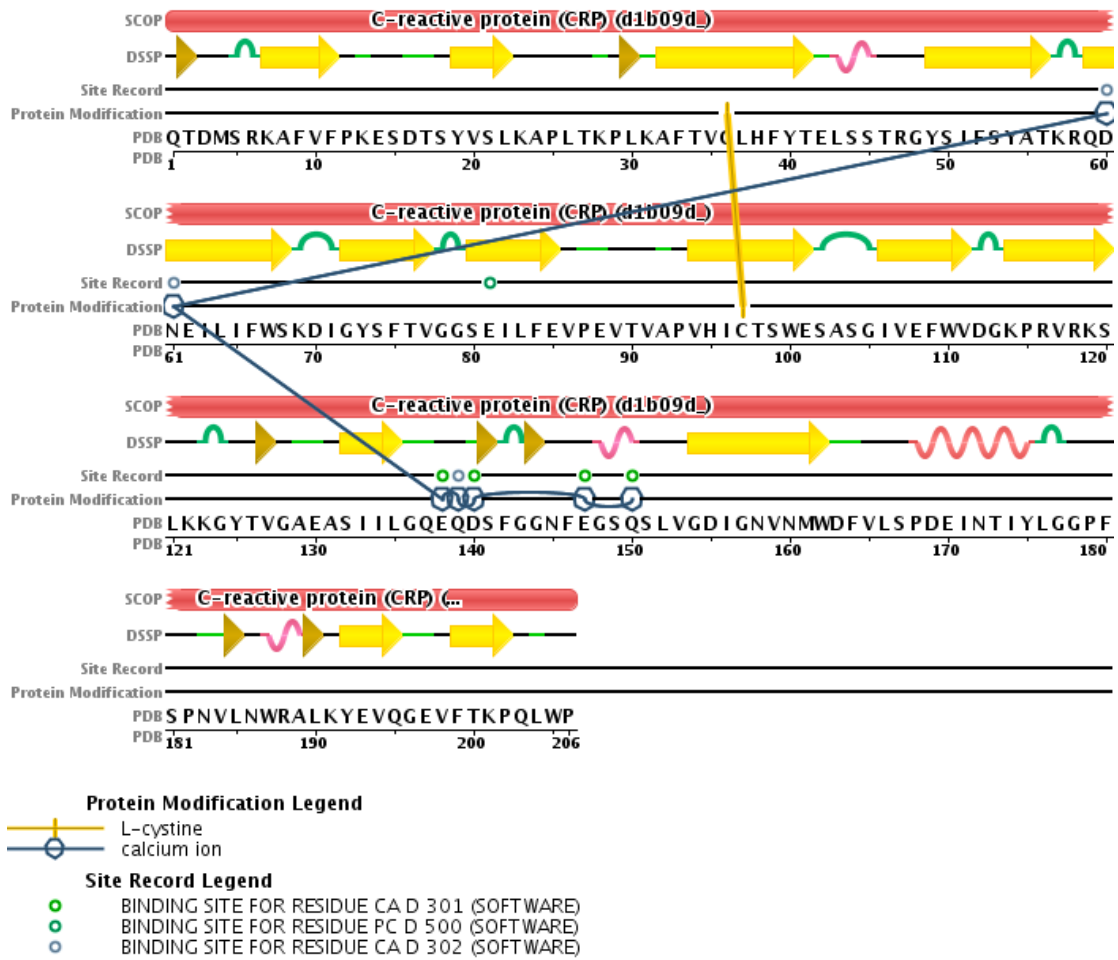 SCOP C-reactive protein (CRP) (d1b09d_)
DSSP
Site Record
Protein Modification
PDB QTDMSRKAFVFPKESDTSYVSLKAPLTKPLKAFTVCLHFYTELSSTRGYSIFSYATKRQD
PDB 1 10 20 30 40 50 60
SCOP C-reactive protein (CRP) (d1b09d_)
DSSP
Site Record
Protein Modification
PDB NEILIFWSKDIGYSFTVGGSEILFEVPEVTVAPVHICTSWESASGIVEFWVDGKPRVRKS
PDB 61 70 80 90 100 110 120
SCOP C-reactive protein (CRP) (d1b09d_)
DSSP
Site Record
Protein Modification
PDB LKKGYTVGAEASIILGQEQDSFGGNFEGSQSLVGDIGNVNMWDFVLSPDEINTIYLGGPF
PDB 121 130 140 150 160 170 180
SCOP C-reactive protein (CRP) (...
DSSP
Site Record
Protein Modification
PDB SPNVLNWRALKYEVQGEVFTKPQLWP
PDB 181 190 200 206
Protein Modification Legend
L-cystine
calcium ion
Site Record Legend
BINDING SITE FOR RESIDUE CA D 301 (SOFTWARE)
BINDING SITE FOR RESIDUE PC D 500 (SOFTWARE)
BINDING SITE FOR RESIDUE CA D 302 (SOFTWARE)